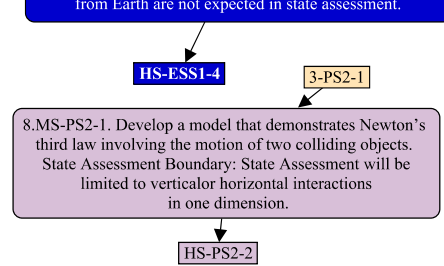 from Earth are not expected in state assessment.
HS-ESS1-4
3-PS2-1
8.MS-PS2-1. Develop a model that demonstrates Newton’s
third law involving the motion of two colliding objects.
State Assessment Boundary: State Assessment will be
limited to verticalor horizontal interactions
in one dimension.
HS-PS2-2